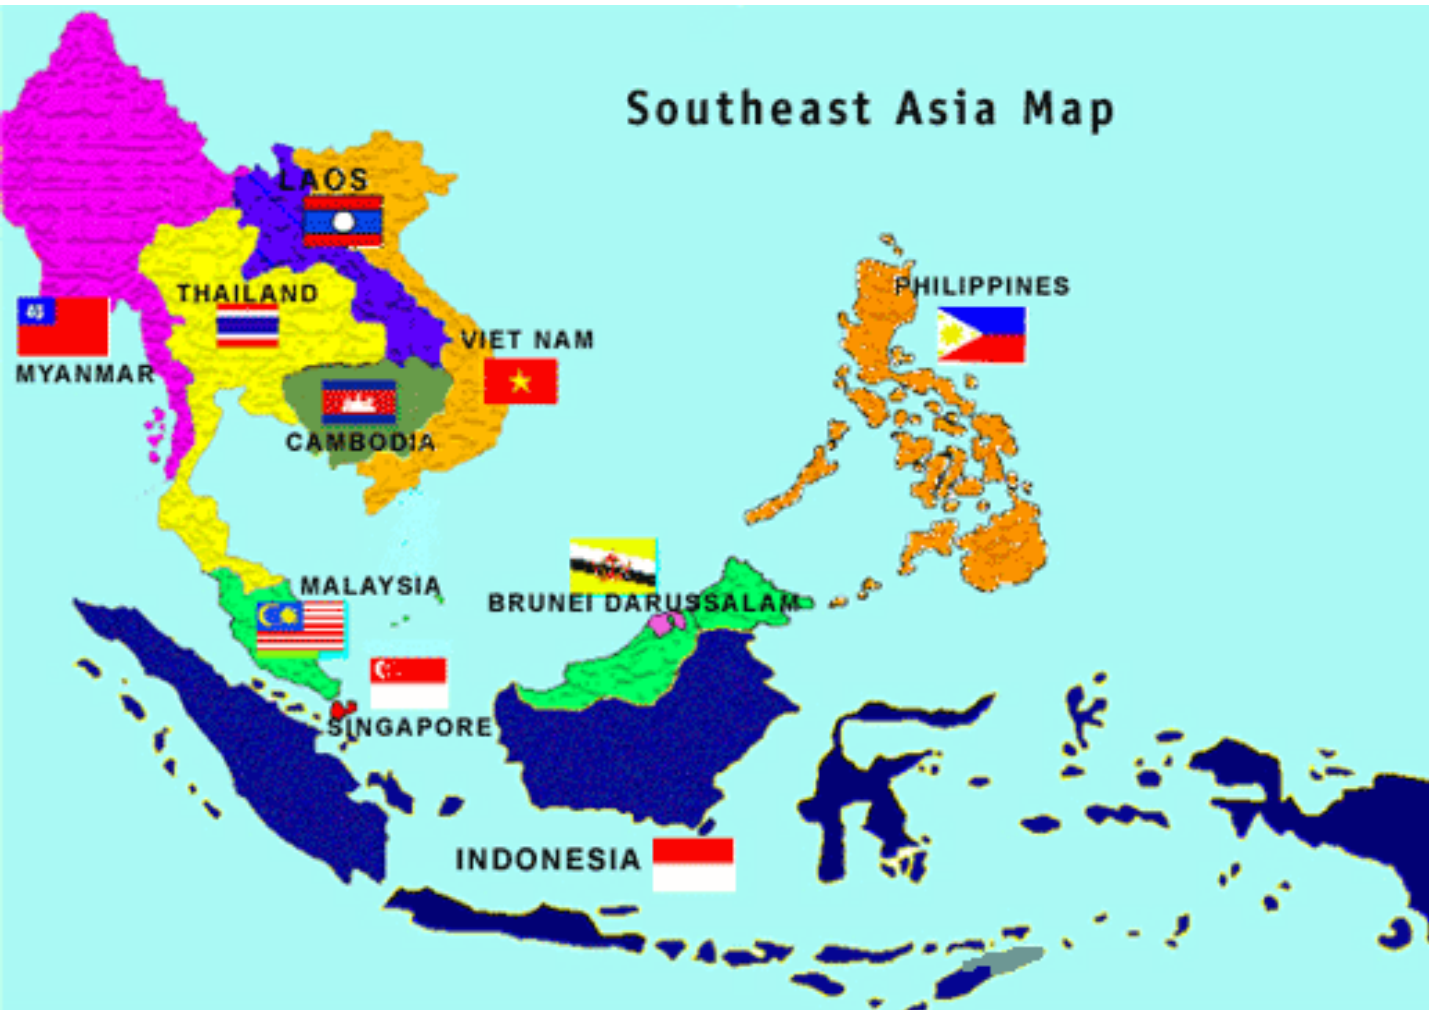 Southeast Asia Map
LAOS
PHILIPPINES
THAILAND
VIET NAM
MYANMAR
CAMBODIA
MALAYSIA
BRUNEI DARUSSALAM
SINGAPORE
INDONESIA